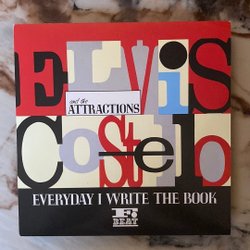 ELViS
and the
ATTRACTIONS
CoStello
EVERYDAY I WRITE THE BOOK
F.
BEAT